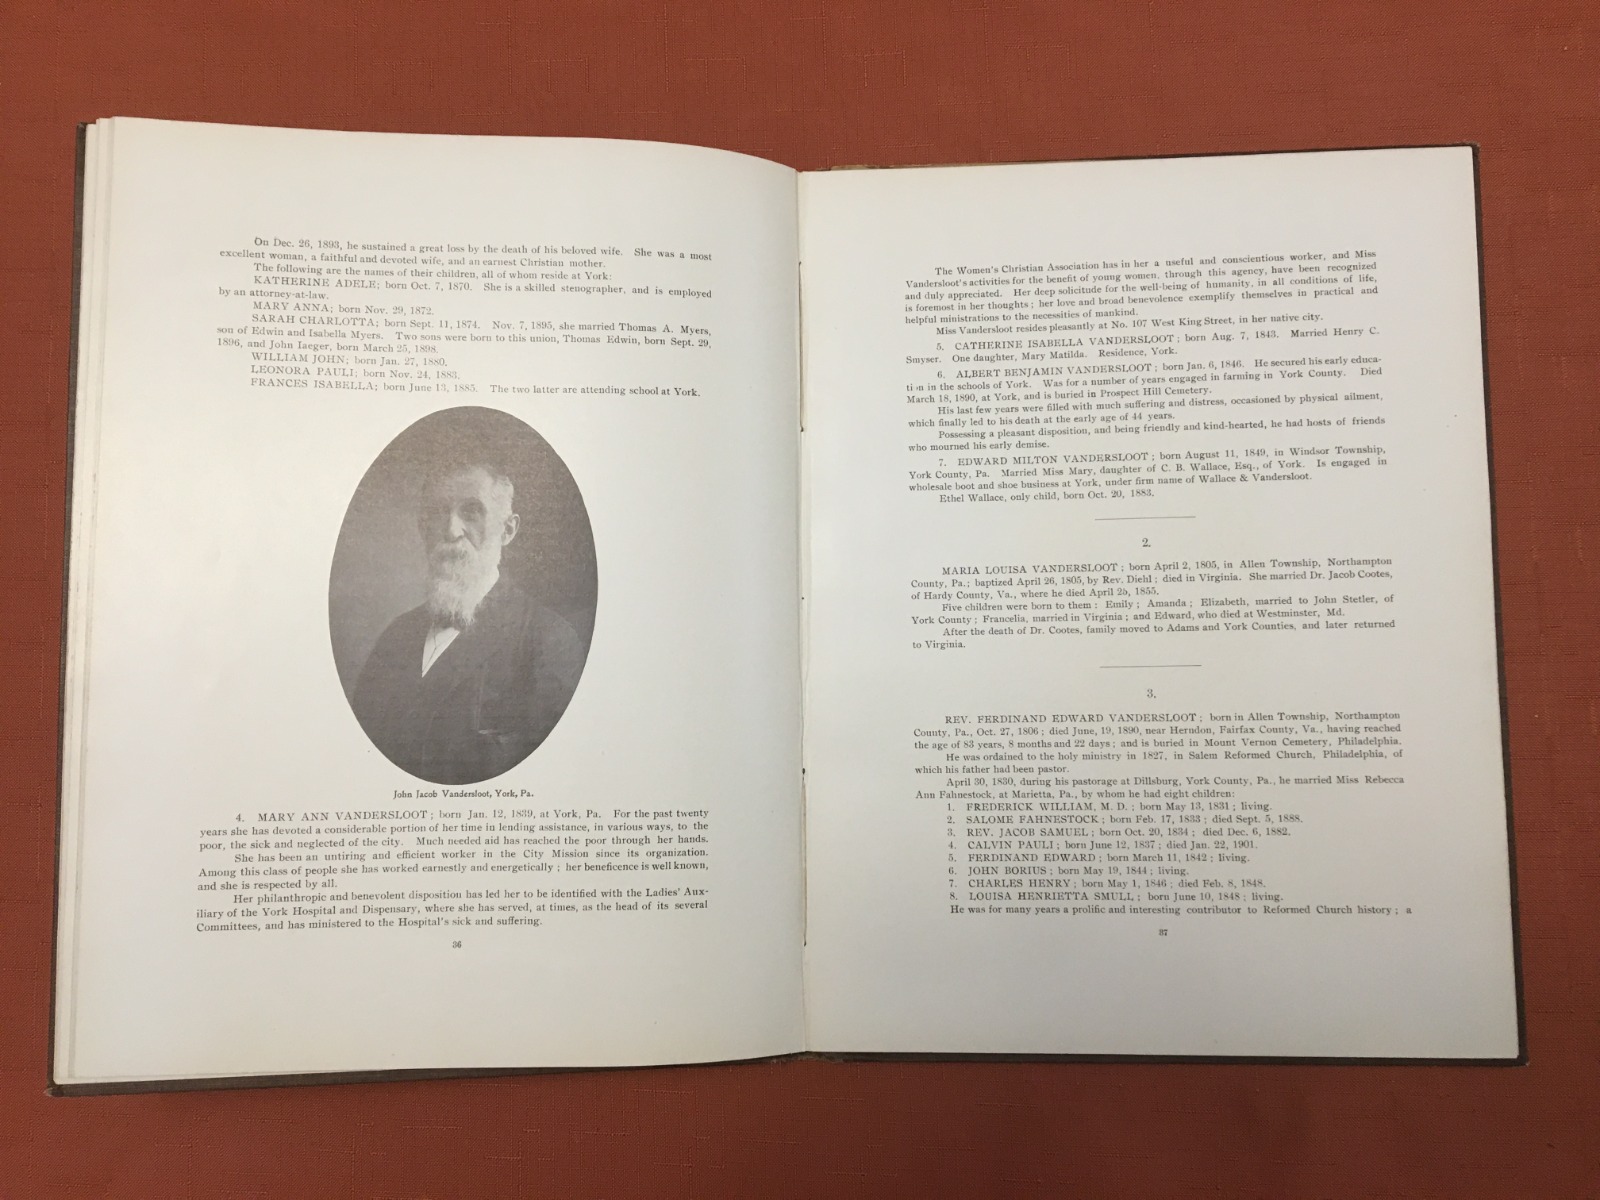 On Dec. 26, 1893, he sustained a great loss by the death of his beloved wife. She was a most
excellent woman, a faithful and devoted wife, and an earnest Christian mother.
The following are the names of their children, all of whom reside at York:
KATHERINE ADELE; born Oct. 7, 1870. She is a skilled stenographer, and is employed
by an attorney-at-law.
MARY ANNA; born Nov. 29, 1872.
SARAH CHARLOTTA; born Sept. 11, 1874. Nov. 7, 1895, she married Thomas A. Myers,
son of Edwin and Isabella Myers. Two sons were born to this union, Thomas Edwin, born Sept. 29,
1896, and John Iaeger, born March 25, 1898.
WILLIAM JOHN; born Jan. 27, 1880.
LEONORA PAULI; born Nov. 24, 1883.
FRANCES ISABELLA; born June 13, 1885. The two latter are attending school at York.
John Jacob Vandersloot, York, Pa.
4. MARY ANN VANDERSLOOT; born Jan. 12, 1839, at York, Pa. For the past twenty
years she has devoted a considerable portion of her time in lending assistance, in various ways, to the
poor, the sick and neglected of the city. Much needed aid has reached the poor through her hands.
She has been an untiring and efficient worker in the City Mission since its organization.
Among this class of people she has worked earnestly and energetically; her beneficence is well known,
and she is respected by all.
Her philanthropic and benevolent disposition has led her to be identified with the Ladies' Aux-
iliary of the York Hospital and Dispensary, where she has served, at times, as the head of its several
Committees, and has ministered to the Hospital's sick and suffering.
36
The Women's Christian Association has in her a useful and conscientious worker, and Miss
Vandersloot's activities for the benefit of young women, through this agency, have been recognized
and duly appreciated. Her deep solicitude for the well-being of humanity, in all conditions of life,
is foremost in her thoughts; her love and broad benevolence exemplify themselves in practical and
helpful ministrations to the necessities of mankind.
Miss Vandersloot resides pleasantly at No. 107 West King Street, in her native city.
5. CATHERINE ISABELLA VANDERSLOOT; born Aug. 7, 1843. Married Henry C.
Smyser. One daughter, Mary Matilda. Residence, York.
6. ALBERT BENJAMIN VANDERSLOOT; born Jan. 6, 1846. He secured his early educa-
tion in the schools of York. Was for a number of years engaged in farming in York County. Died
March 18, 1890, at York, and is buried in Prospect Hill Cemetery.
His last few years were filled with much suffering and distress, occasioned by physical ailment,
which finally led to his death at the early age of 44 years.
Possessing a pleasant disposition, and being friendly and kind-hearted, he had hosts of friends
who mourned his early demise.
7. EDWARD MILTON VANDERSLOOT; born August 11, 1849, in Windsor Township,
York County, Pa. Married Miss Mary, daughter of C. B. Wallace, Esq., of York. Is engaged in
wholesale boot and shoe business at York, under firm name of Wallace & Vandersloot.
Ethel Wallace, only child, born Oct. 20, 1883.
2.
MARIA LOUISA VANDERSLOOT; born April 2, 1805, in Allen Township, Northampton
County, Pa.; baptized April 26, 1805, by Rev. Diehl; died in Virginia. She married Dr. Jacob Cootes,
of Hardy County, Va., where he died April 25, 1855.
Five children were born to them: Emily; Amanda; Elizabeth, married to John Stetler, of
York County; Francelia, married in Virginia; and Edward, who died at Westminster, Md.
After the death of Dr. Cootes, family moved to Adams and York Counties, and later returned
to Virginia.
3.
REV. FERDINAND EDWARD VANDERSLOOT; born in Allen Township, Northampton
County, Pa., Oct. 27, 1806; died June, 19, 1890, near Herndon, Fairfax County, Va., having reached
the age of 83 years, 8 months and 22 days; and is buried in Mount Vernon Cemetery, Philadelphia.
He was ordained to the holy ministry in 1827, in Salem Reformed Church, Philadelphia, of
which his father had been pastor.
April 30, 1830, during his pastorage at Dillsburg, York County, Pa., he married Miss Rebecca
Ann Fahnestock, at Marietta, Pa., by whom he had eight children:
1. FREDERICK WILLIAM, M. D.; born May 13, 1831; living.
2. SALOME FAHNESTOCK; born Feb. 17, 1833; died Sept. 5, 1888.
3. REV. JACOB SAMUEL; born Oct. 20, 1834; died Dec. 6, 1882.
4. CALVIN PAULI; born June 12, 1837; died Jan. 22, 1901.
5. FERDINAND EDWARD; born March 11, 1842; living.
6. JOHN BORIUS; born May 19, 1844; living.
7. CHARLES HENRY; born May 1, 1846; died Feb. 8, 1848.
8. LOUISA HENRIETTA SMULL; born June 10, 1848; living.
He was for many years a prolific and interesting contributor to Reformed Church history; a
37